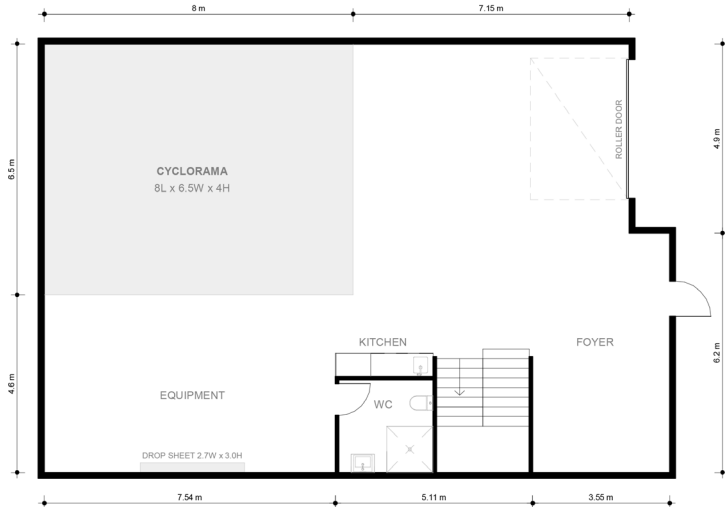 8 m
7.15 m
6.5 m
CYCLORAMA
8L x 6.5W x 4H
ROLLER DOOR
4.9 m
KITCHEN
FOYER
6.2 m
4.6 m
EQUIPMENT
WC
DROP SHEET 2.7W x 3.0H
7.54 m
5.11 m
3.55 m